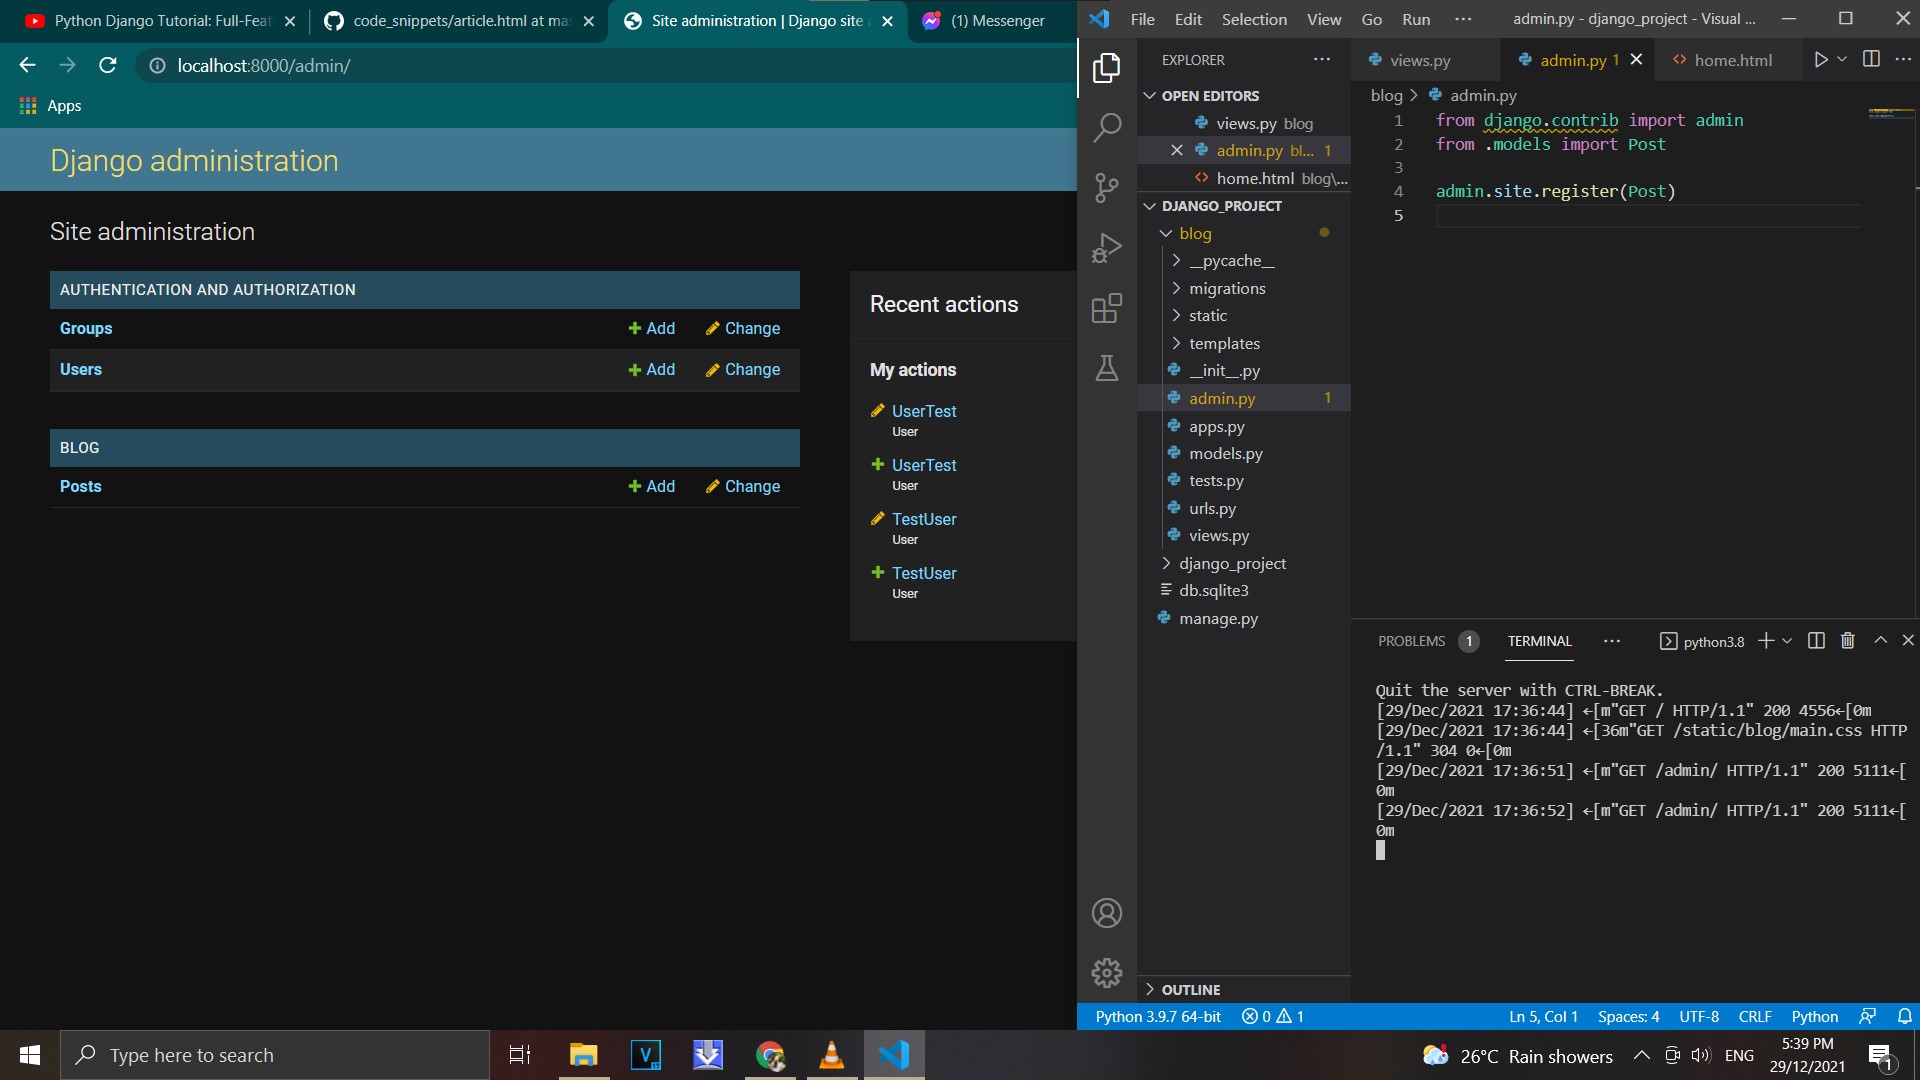 Python Django Tutorial: Full-Feat
code_snippets/article.html at mas
Site administration | Django site a
(1) Messenger
localhost:8000/admin/
Apps
Django administration
Site administration
AUTHENTICATION AND AUTHORIZATION
Groups Add Change
Users Add Change
BLOG
Posts Add Change
Recent actions
My actions
UserTest
User
UserTest
User
TestUser
User
TestUser
User
File Edit Selection View Go Run ··· admin.py - django_project - Visual ...
EXPLORER ···
OPEN EDITORS
views.py blog
admin.py bl... 1
home.html blog\...
DJANGO_PROJECT
blog
__pycache__
migrations
static
templates
__init__.py
admin.py 1
apps.py
models.py
tests.py
urls.py
views.py
django_project
db.sqlite3
manage.py
OUTLINE
views.py admin.py 1 home.html
blog > admin.py
1 from django.contrib import admin
2 from .models import Post
3
4 admin.site.register(Post)
5
PROBLEMS 1 TERMINAL ··· python3.8
Quit the server with CTRL-BREAK.
[29/Dec/2021 17:36:44] ←[m"GET / HTTP/1.1" 200 4556←[0m
[29/Dec/2021 17:36:44] ←[36m"GET /static/blog/main.css HTTP
/1.1" 304 0←[0m
[29/Dec/2021 17:36:51] ←[m"GET /admin/ HTTP/1.1" 200 5111←[
0m
[29/Dec/2021 17:36:52] ←[m"GET /admin/ HTTP/1.1" 200 5111←[
0m
Python 3.9.7 64-bit 0 1 Ln 5, Col 1 Spaces: 4 UTF-8 CRLF Python
Type here to search
V
17
26°C Rain showers
ENG
5:39 PM
29/12/2021
1